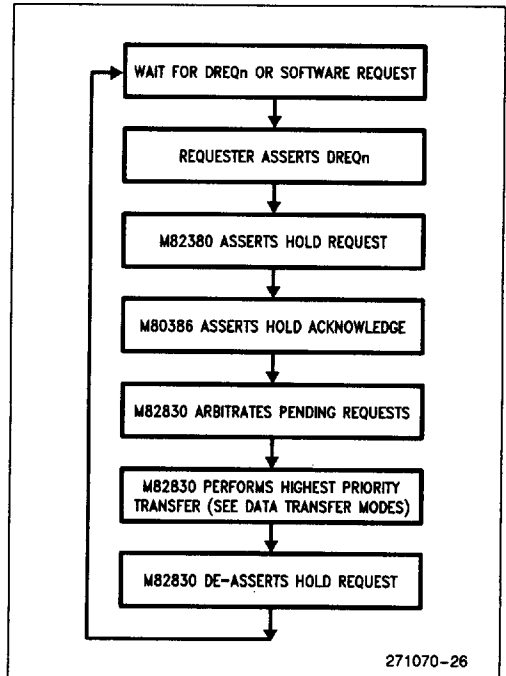 WAIT FOR DREQn OR SOFTWARE REQUEST
REQUESTER ASSERTS DREQn
M82380 ASSERTS HOLD REQUEST
M80386 ASSERTS HOLD ACKNOWLEDGE
M82830 ARBITRATES PENDING REQUESTS
M82830 PERFORMS HIGHEST PRIORITY
TRANSFER (SEE DATA TRANSFER MODES)
M82830 DE-ASSERTS HOLD REQUEST
271070-26